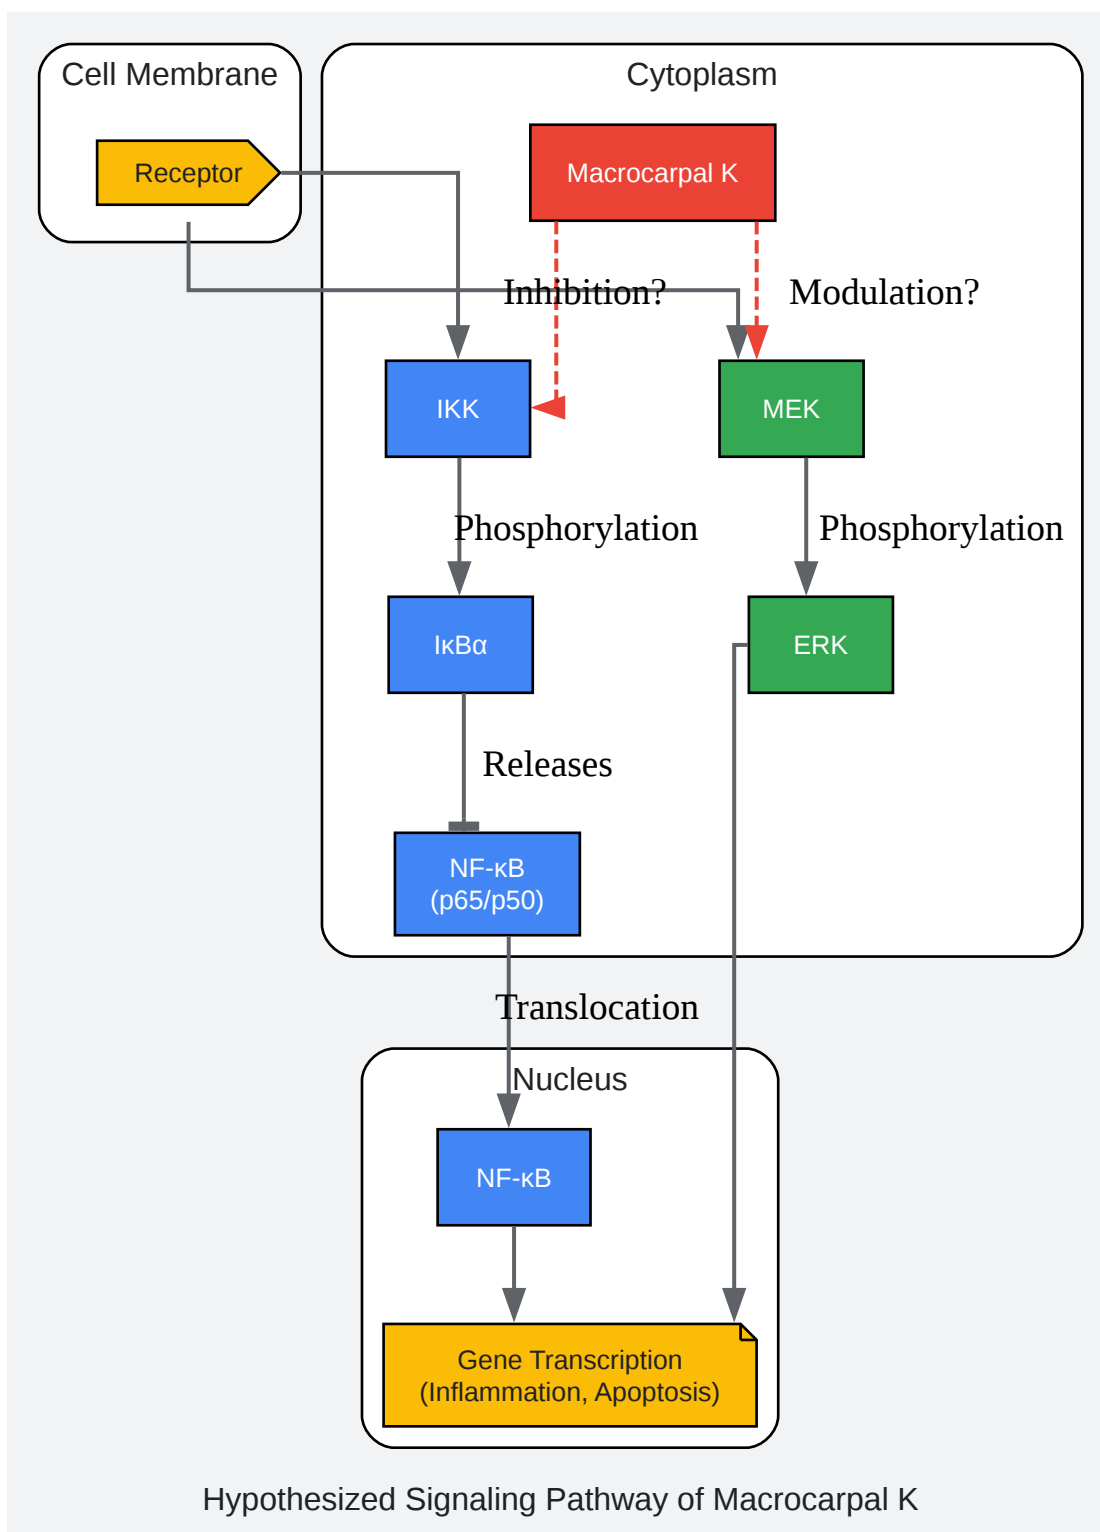 Cell Membrane
Cytoplasm
Receptor
Macrocarpal K
Inhibition?
Modulation?
IKK
MEK
Phosphorylation
Phosphorylation
IκBα
ERK
Releases
NF-κB
(p65/p50)
Translocation
Nucleus
NF-κB
Gene Transcription
(Inflammation, Apoptosis)
Hypothesized Signaling Pathway of Macrocarpal K